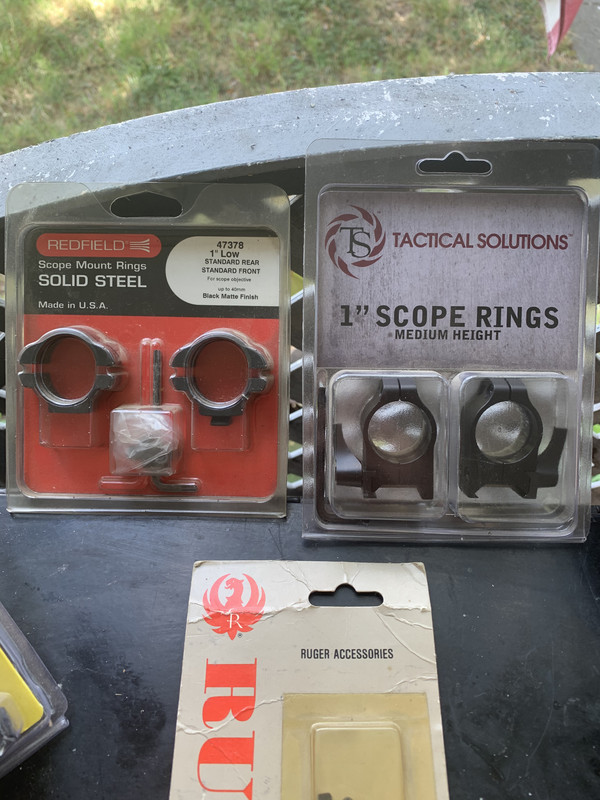 REDFIELD
Scope Mount Rings
SOLID STEEL
Made in U.S.A.
47378
1" Low
STANDARD REAR
STANDARD FRONT
For scope objective
up to 40mm
Black Matte Finish
TS
TACTICAL SOLUTIONS™
1” SCOPE RINGS
MEDIUM HEIGHT
R
RUGER ACCESSORIES
RU